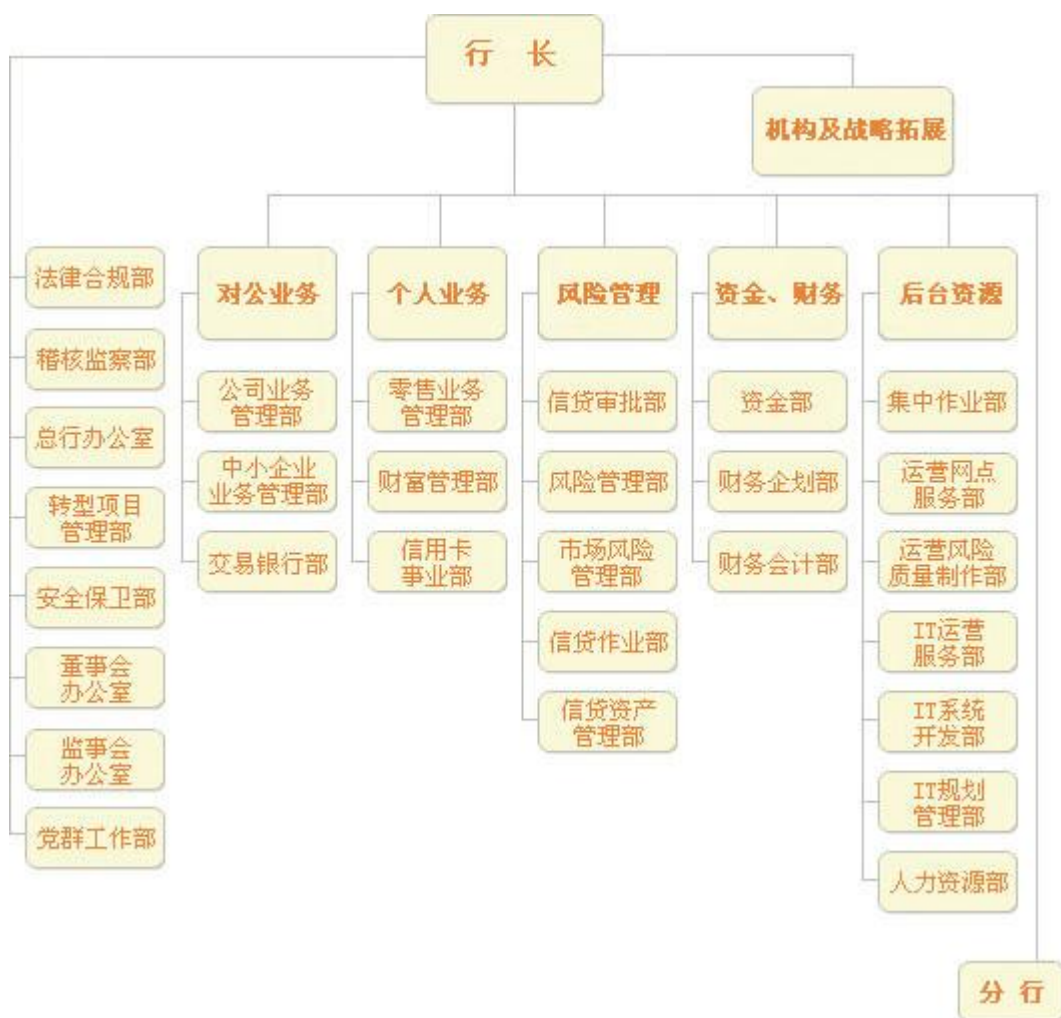 行 长
机构及战略拓展
法律合规部
稽核监察部
总行办公室
转型项目
管理部
安全保卫部
董事会
办公室
监事会
办公室
党群工作部
对公业务
公司业务
管理部
中小企业
业务管理部
交易银行部
个人业务
零售业务
管理部
财富管理部
信用卡
事业部
风险管理
信贷审批部
风险管理部
市场风险
管理部
信贷作业部
信贷资产
管理部
资金、财务
资金部
财务企划部
财务会计部
后台资源
集中作业部
运营网点
服务部
运营风险
质量制作部
IT运营
服务部
IT系统
开发部
IT规划
管理部
人力资源部
分 行